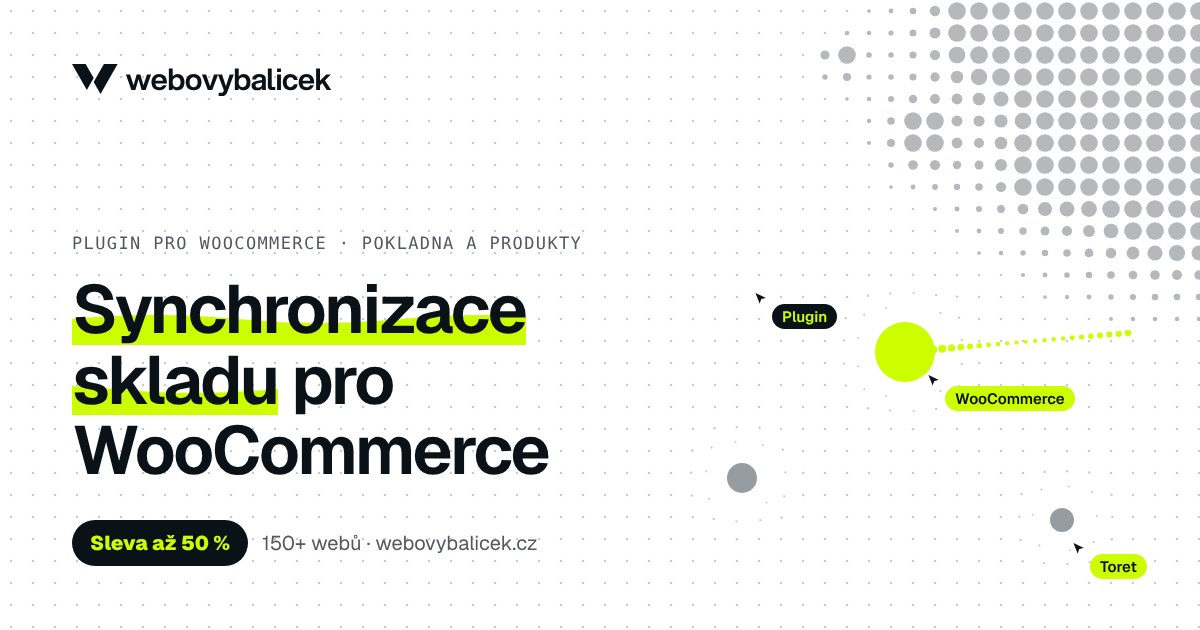 webovybalicek
PLUGIN PRO WOOCOMMERCE · POKLADNA A PRODUKTY
Synchronizace
skladu pro
WooCommerce
Sleva až 50 % 150+ webů · webovybalicek.cz
Plugin
WooCommerce
Toret